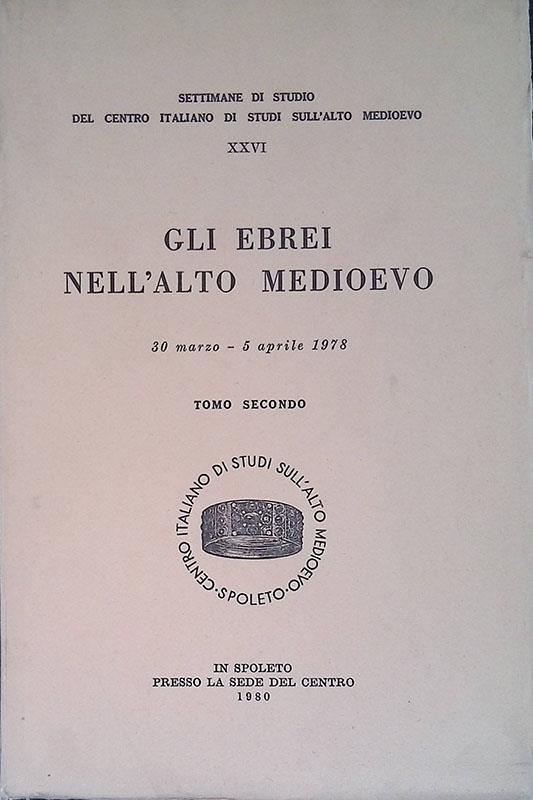 SETTIMANE DI STUDIO
DEL CENTRO ITALIANO DI STUDI SULL'ALTO MEDIOEVO
XXVI
GLI EBREI
NELL'ALTO MEDIOEVO
30 marzo - 5 aprile 1978
TOMO SECONDO
CENTRO ITALIANO DI STUDI SULL'ALTO MEDIOEVO·SPOLETO·
IN SPOLETO
PRESSO LA SEDE DEL CENTRO
1980